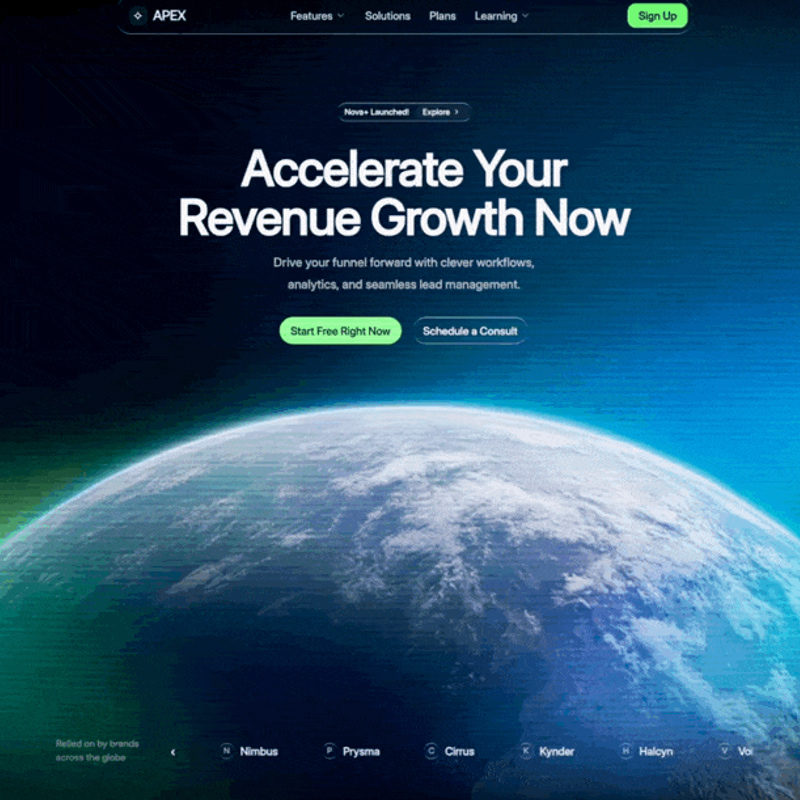 APEX
Features
Solutions
Plans
Learning
Sign Up
Nova+ Launched! Explore
Accelerate Your
Revenue Growth Now
Drive your funnel forward with clever workflows,
analytics, and seamless lead management.
Start Free Right Now
Schedule a Consult
Relied on by brands
across the globe
N Nimbus
P Prysma
C Cirrus
K Kynder
H Halcyn
V